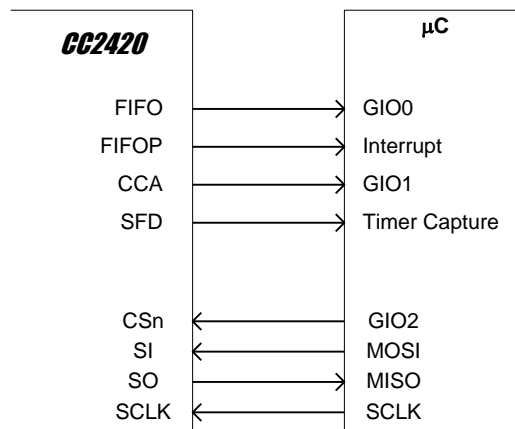 CC2420 μC
FIFO GIO0
FIFOP Interrupt
CCA GIO1
SFD Timer Capture
CSn GIO2
SI MOSI
SO MISO
SCLK SCLK